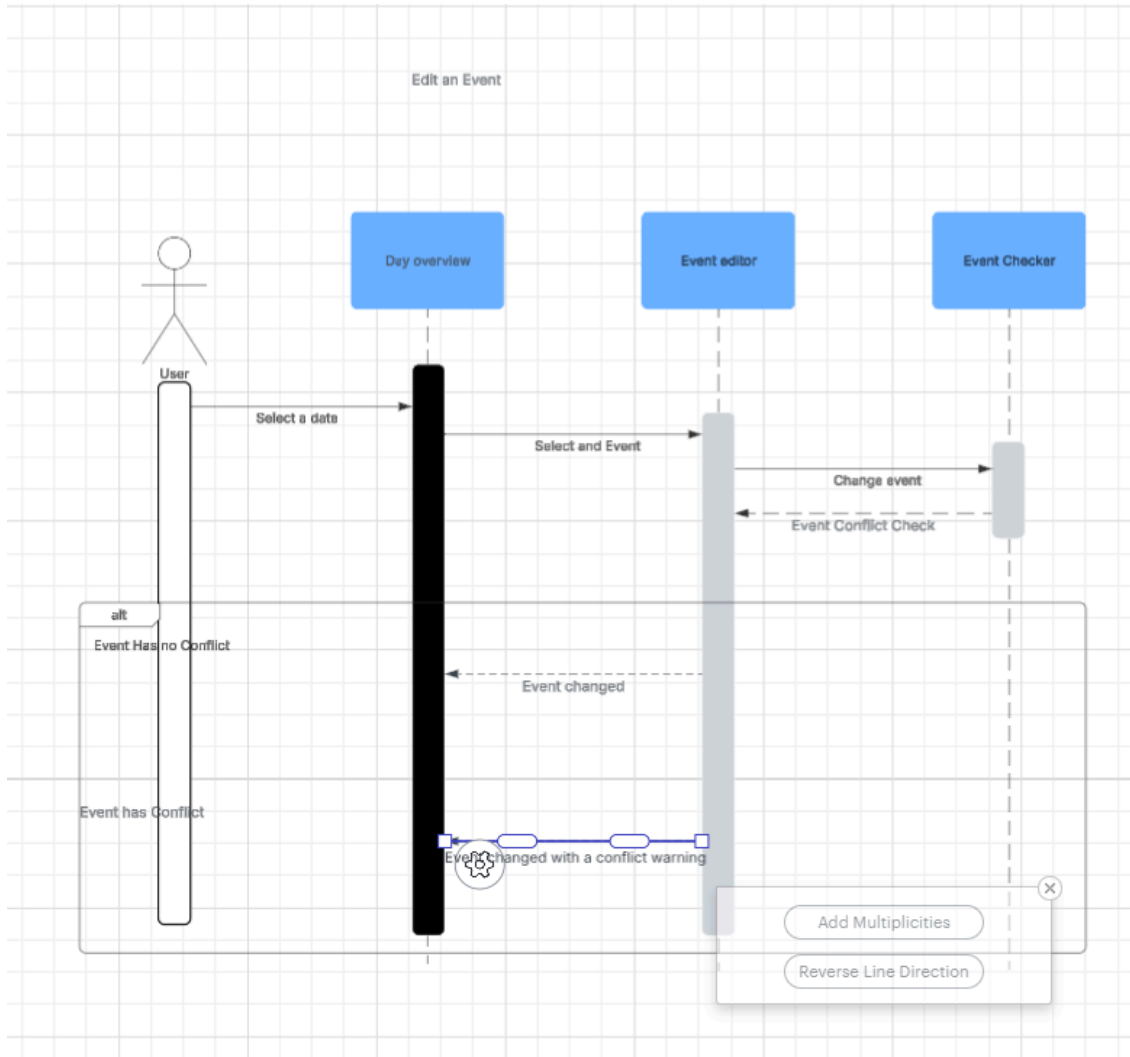 Edit an Event
Day overview
Event editor
Event Checker
User
Select a date
Select and Event
Change event
Event Conflict Check
alt
Event Has no Conflict
Event changed
Event has Conflict
Event changed with a conflict warning
Add Multiplicities
Reverse Line Direction